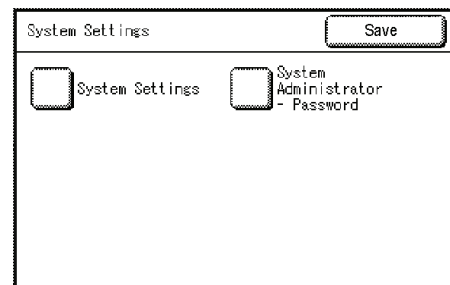 System Settings
Save
System Settings
System
Administrator
- Password